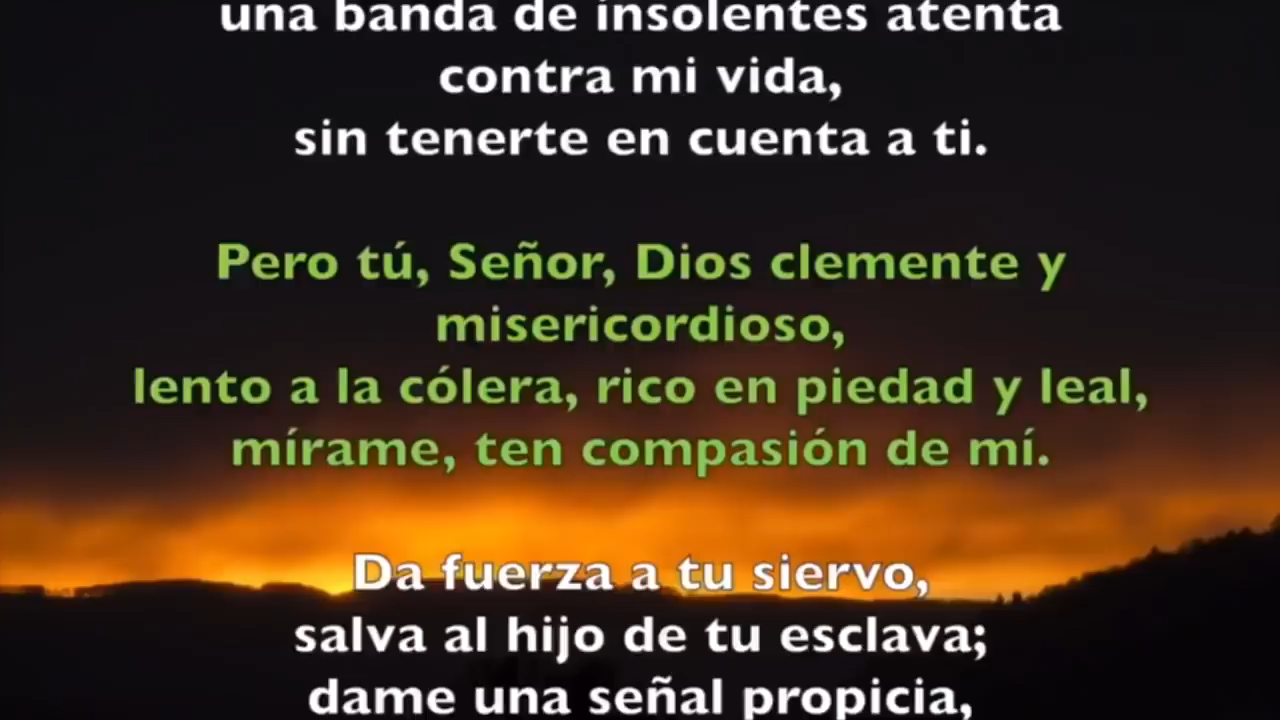 una banda de insolentes atenta
contra mi vida,
sin tenerte en cuenta a ti.
Pero tú, Señor, Dios clemente y
misericordioso,
lento a la cólera, rico en piedad y leal,
mírame, ten compasión de mí.
Da fuerza a tu siervo,
salva al hijo de tu esclava;
dame una señal propicia,